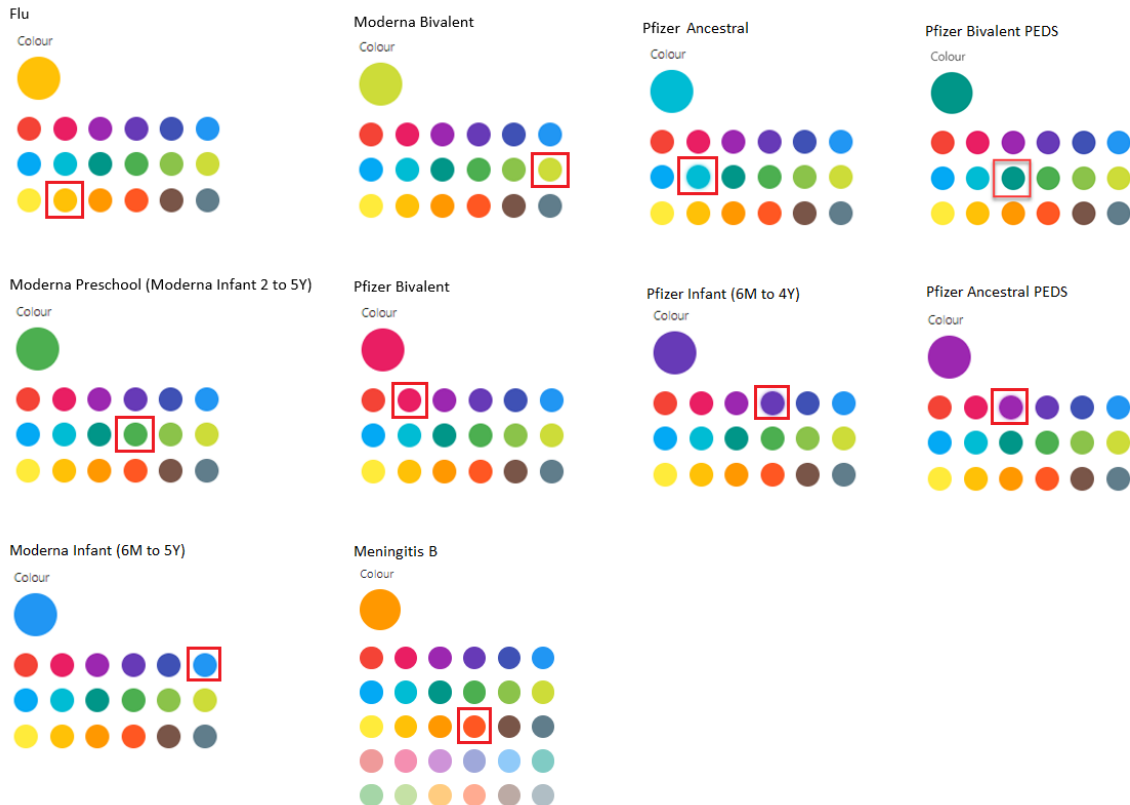 Flu
Colour
Moderna Bivalent
Colour
Pfizer Ancestral
Colour
Pfizer Bivalent PEDS
Colour
Moderna Preschool (Moderna Infant 2 to 5Y)
Colour
Pfizer Bivalent
Colour
Pfizer Infant (6M to 4Y)
Colour
Pfizer Ancestral PEDS
Colour
Moderna Infant (6M to 5Y)
Colour
Meningitis B
Colour